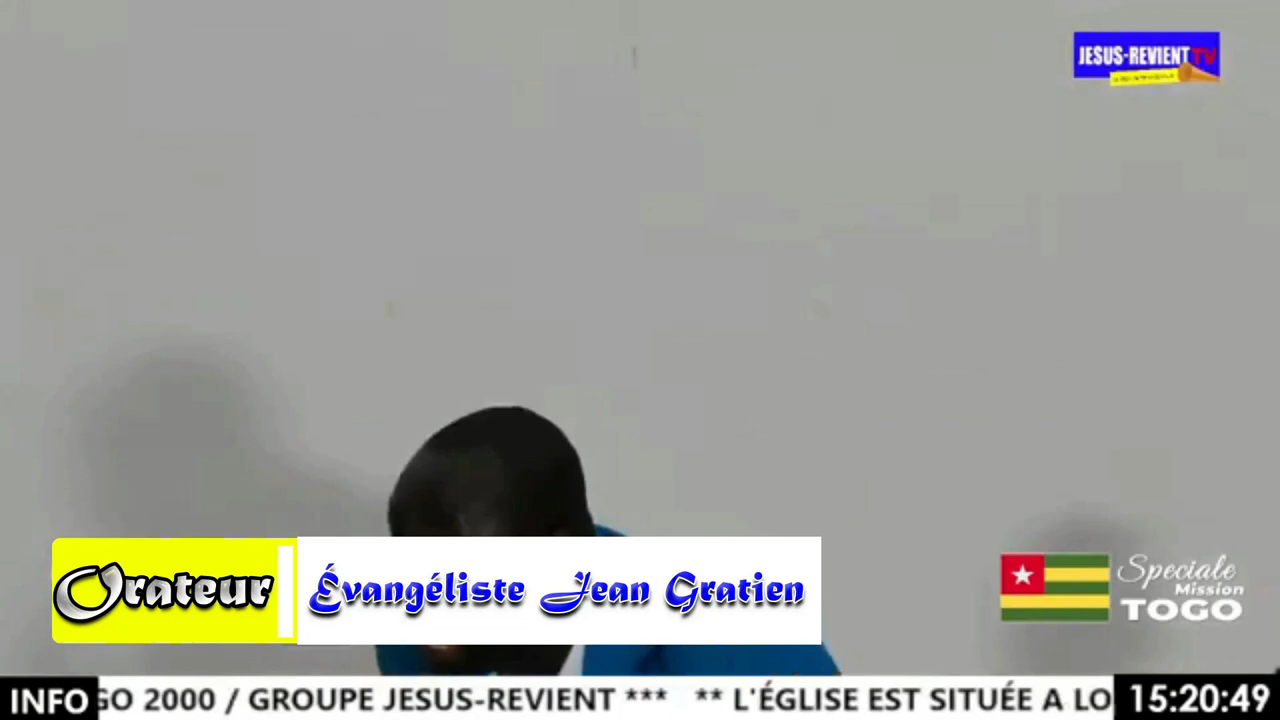 JESUS-REVIENT TV
Orateur
Évangéliste Jean Gratien
Speciale
Mission
TOGO
INFO
GO 2000 / GROUPE JESUS-REVIENT *** ** L'ÉGLISE EST SITUÉE A LO
15:20:49